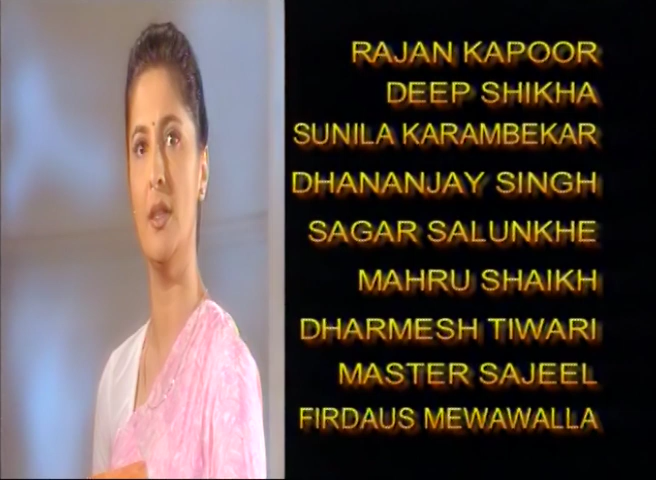 RAJAN KAPOOR
DEEP SHIKHA
SUNILA KARAMBEKAR
DHANANJAY SINGH
SAGAR SALUNKHE
MAHRU SHAIKH
DHARMESH TIWARI
MASTER SAJEEL
FIRDAUS MEWAWALLA